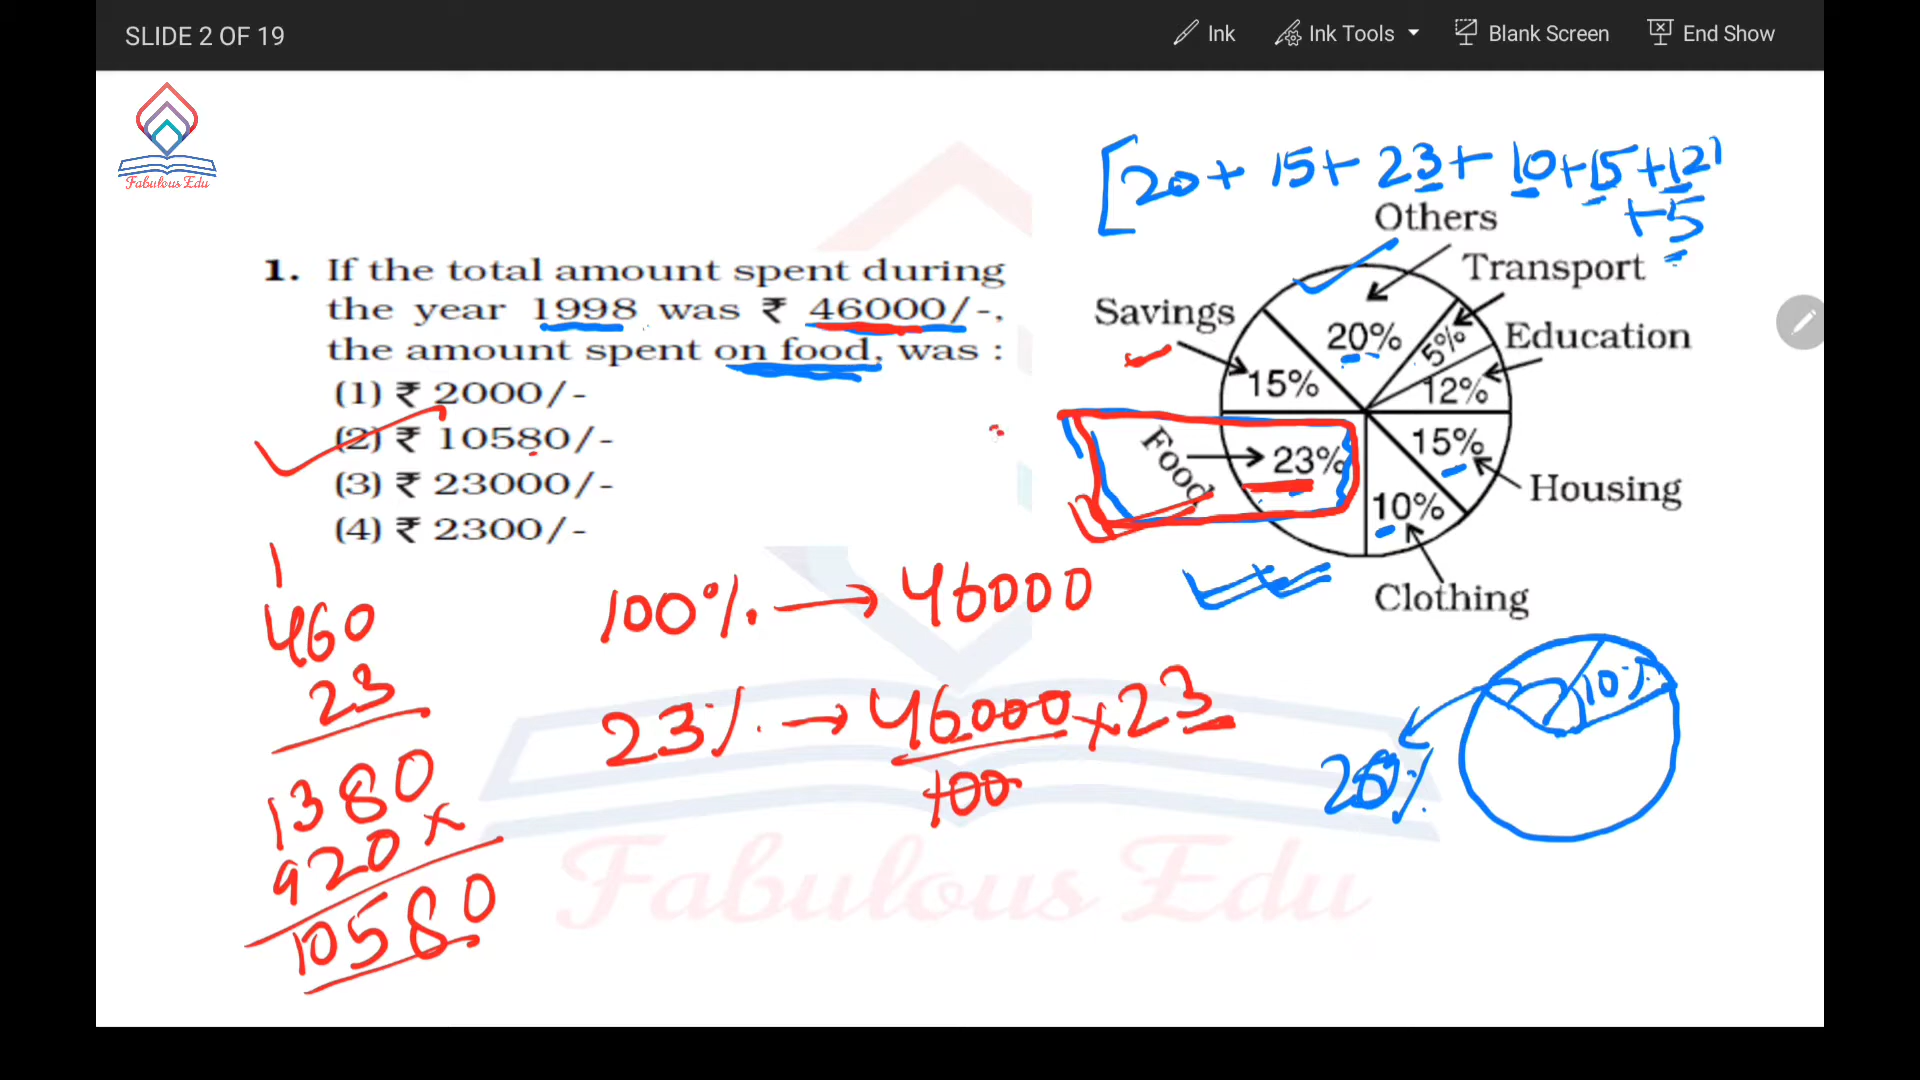 SLIDE 2 OF 19
Ink
Ink Tools
Blank Screen
End Show
Fabulous Edu
1. If the total amount spent during
the year 1998 was ₹ 46000/-,
the amount spent on food, was :
(1) ₹ 2000/-
(2) ₹ 10580/-
(3) ₹ 23000/-
(4) ₹ 2300/-
[20+ 15+ 23+ 10+15+12
+5
Others
Transport
Savings
Education
20%
5%
15%
12%
Food
23%
15%
Housing
10%
Clothing
1
460
23
1380
920 x
10580
100% → 46000
23% → 46000 x 23
100
10%
Fabulous Edu